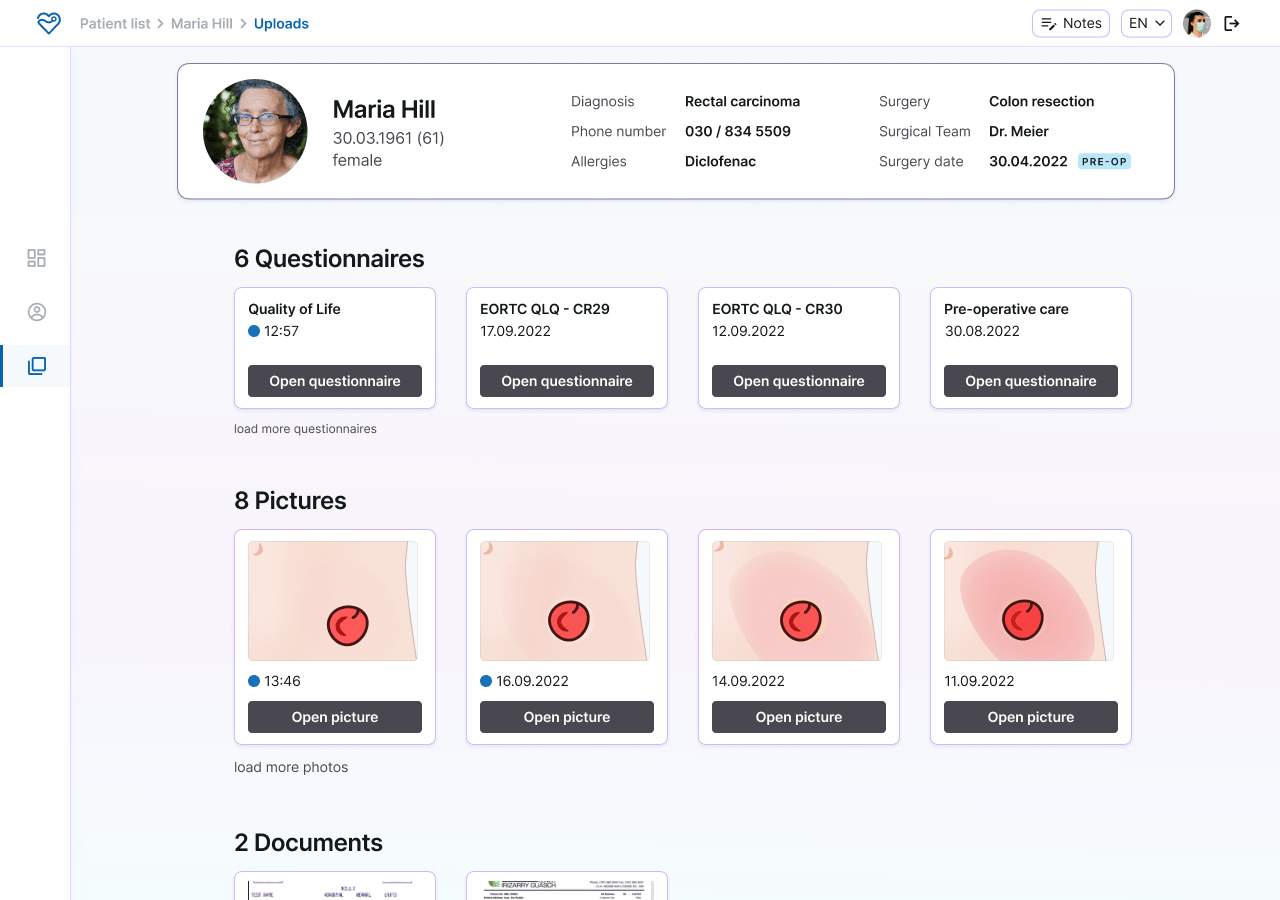 Patient list > Maria Hill > Uploads
Notes
EN
Maria Hill
30.03.1961 (61)
female
Diagnosis Rectal carcinoma
Phone number 030 / 834 5509
Allergies Diclofenac
Surgery Colon resection
Surgical Team Dr. Meier
Surgery date 30.04.2022 PRE-OP
6 Questionnaires
Quality of Life
12:57
Open questionnaire
EORTC QLQ - CR29
17.09.2022
Open questionnaire
EORTC QLQ - CR30
12.09.2022
Open questionnaire
Pre-operative care
30.08.2022
Open questionnaire
load more questionnaires
8 Pictures
13:46
Open picture
16.09.2022
Open picture
14.09.2022
Open picture
11.09.2022
Open picture
load more photos
2 Documents
TEST NAME
ABNORMAL NORMAL UNITS
IRIZARRY GUASCH